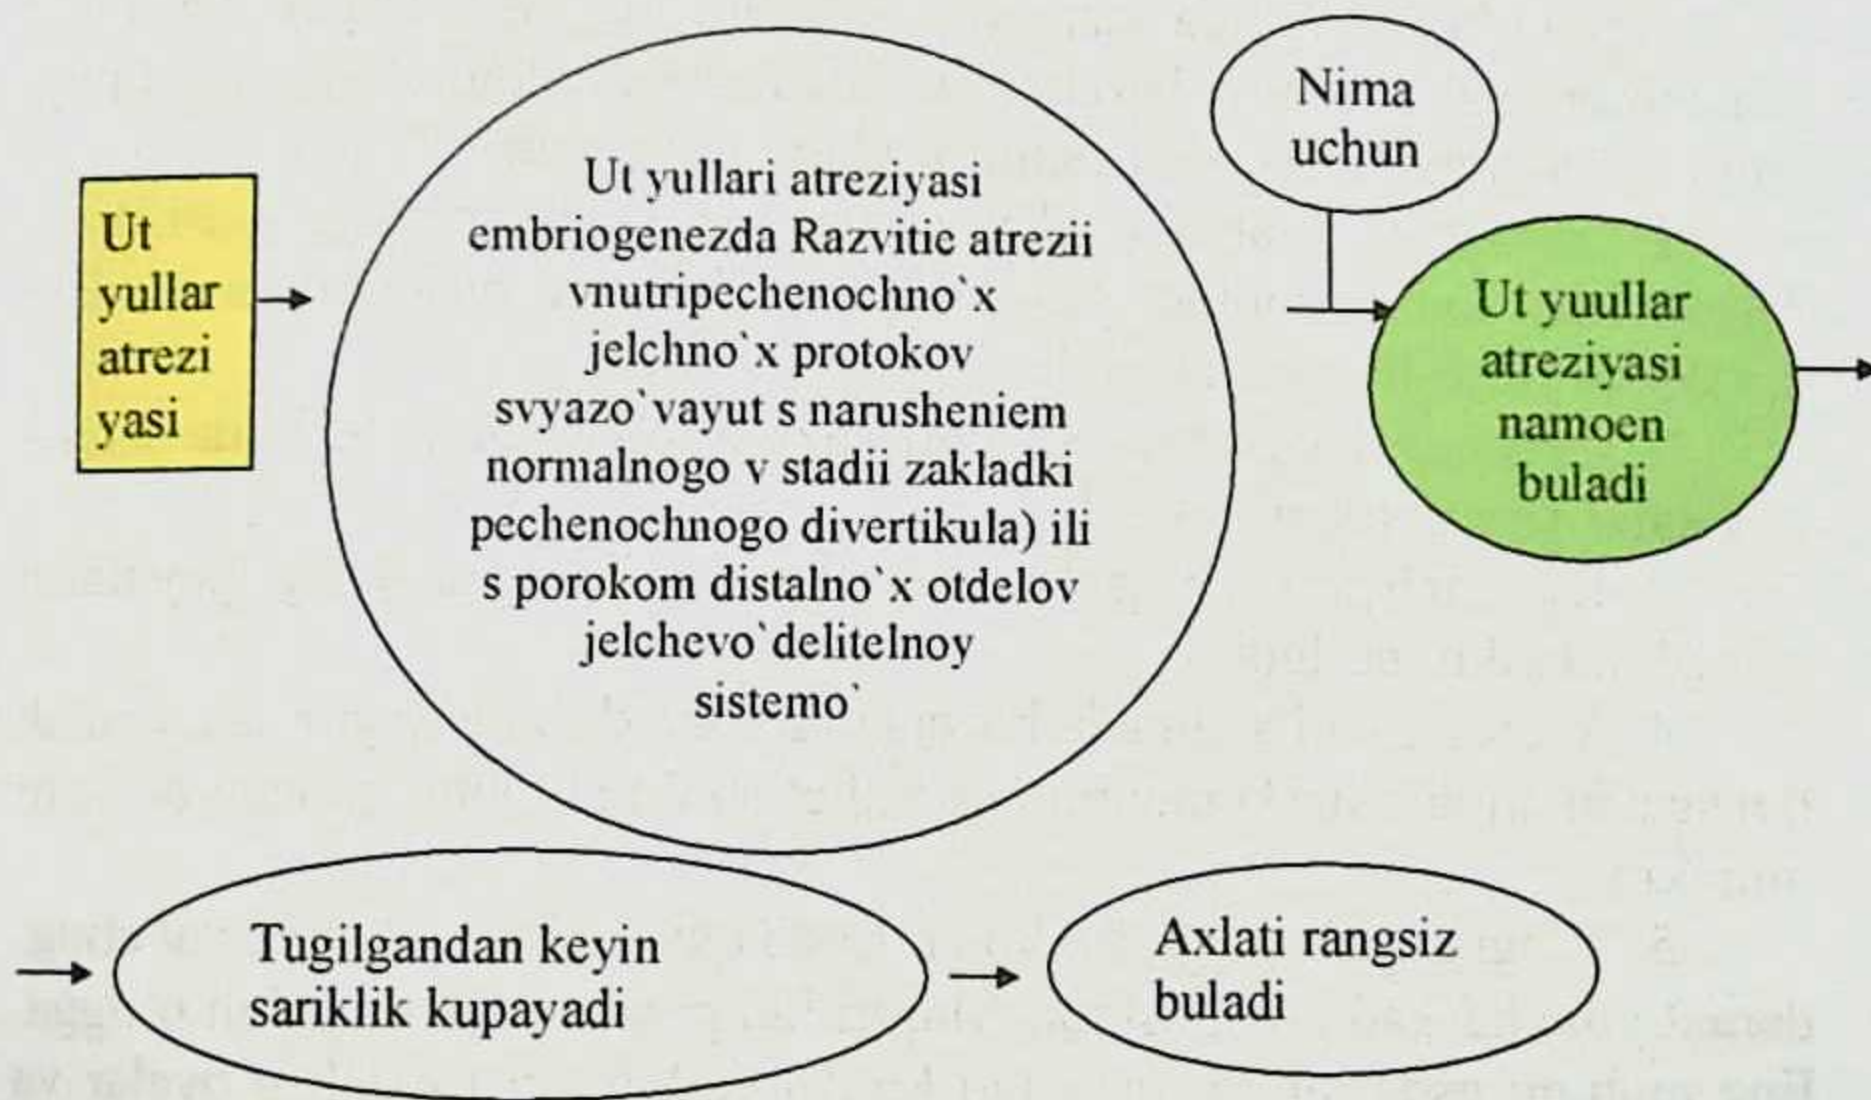 Ut
yullar
atrezi
yasi
Ut yullari atreziyasi
embriogenezda Razvitie atrezii
vnutripechenochno`x
jelchno`x protokov
svyazo`vayut s narusheniem
normalnogo v stadii zakladki
pechenochnogo divertikula) ili
s porokom distalno`x otdelov
jelchevo`delitelnoy
sistemo`
Nima
uchun
Ut yuullar
atreziyasi
namoen
buladi
Tugilgandan keyin
sariklik kupayadi
Axlati rangsiz
buladi